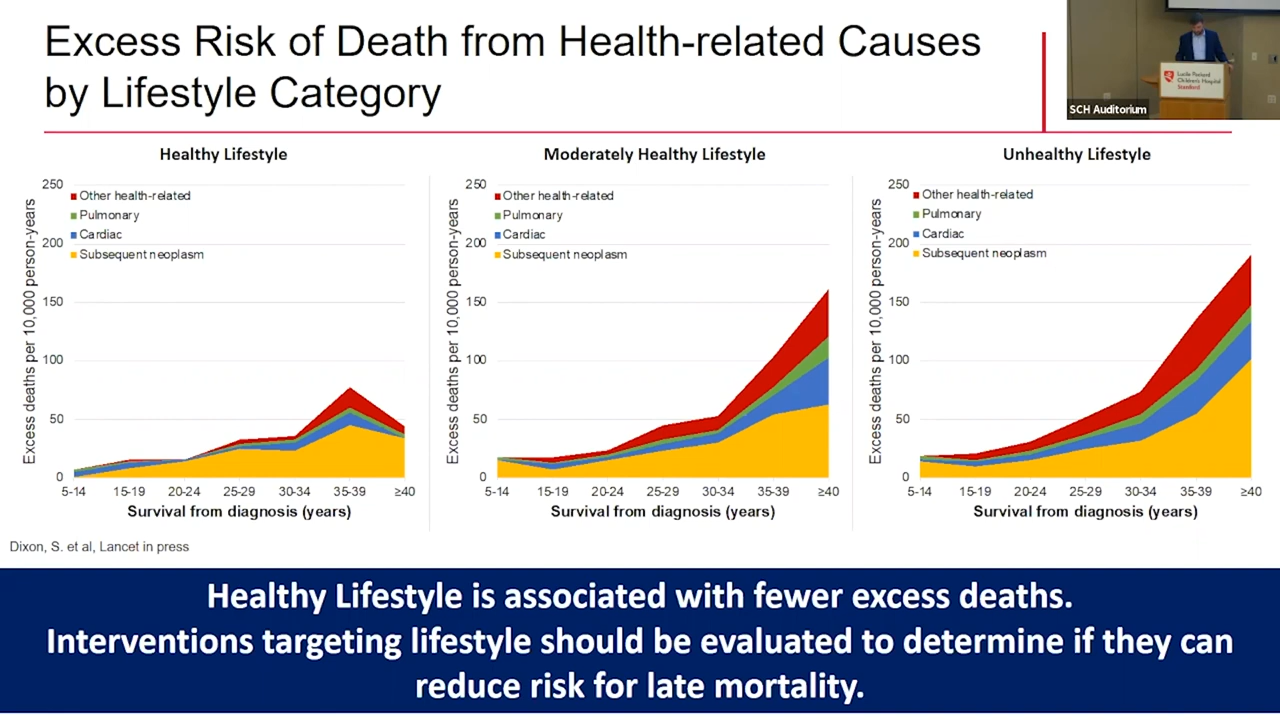 Excess Risk of Death from Health-related Causes
by Lifestyle Category
Lucile Packard
Children's Hospital
Stanford
SCH Auditorium
Healthy Lifestyle
250
200
150
100
50
0
Excess deaths per 10,000 person-years
Other health-related
Pulmonary
Cardiac
Subsequent neoplasm
5-14 15-19 20-24 25-29 30-34 35-39 ≥40
Survival from diagnosis (years)
Moderately Healthy Lifestyle
250
200
150
100
50
0
Excess deaths per 10,000 person-years
Other health-related
Pulmonary
Cardiac
Subsequent neoplasm
5-14 15-19 20-24 25-29 30-34 35-39 ≥40
Survival from diagnosis (years)
Unhealthy Lifestyle
250
200
150
100
50
0
Excess deaths per 10,000 person-years
Other health-related
Pulmonary
Cardiac
Subsequent neoplasm
5-14 15-19 20-24 25-29 30-34 35-39 ≥40
Survival from diagnosis (years)
Dixon, S. et al, Lancet in press
Healthy Lifestyle is associated with fewer excess deaths.
Interventions targeting lifestyle should be evaluated to determine if they can
reduce risk for late mortality.